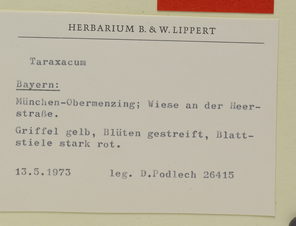 HERBARIUM B. & W. LIPPERT
Taraxacum
Bayern:
München-Obermenzing; Wiese an der Heer-
straße.
Griffel gelb, Blüten gestreift, Blatt-
stiele stark rot.
13.5.1973 leg. D.Podlech 26415